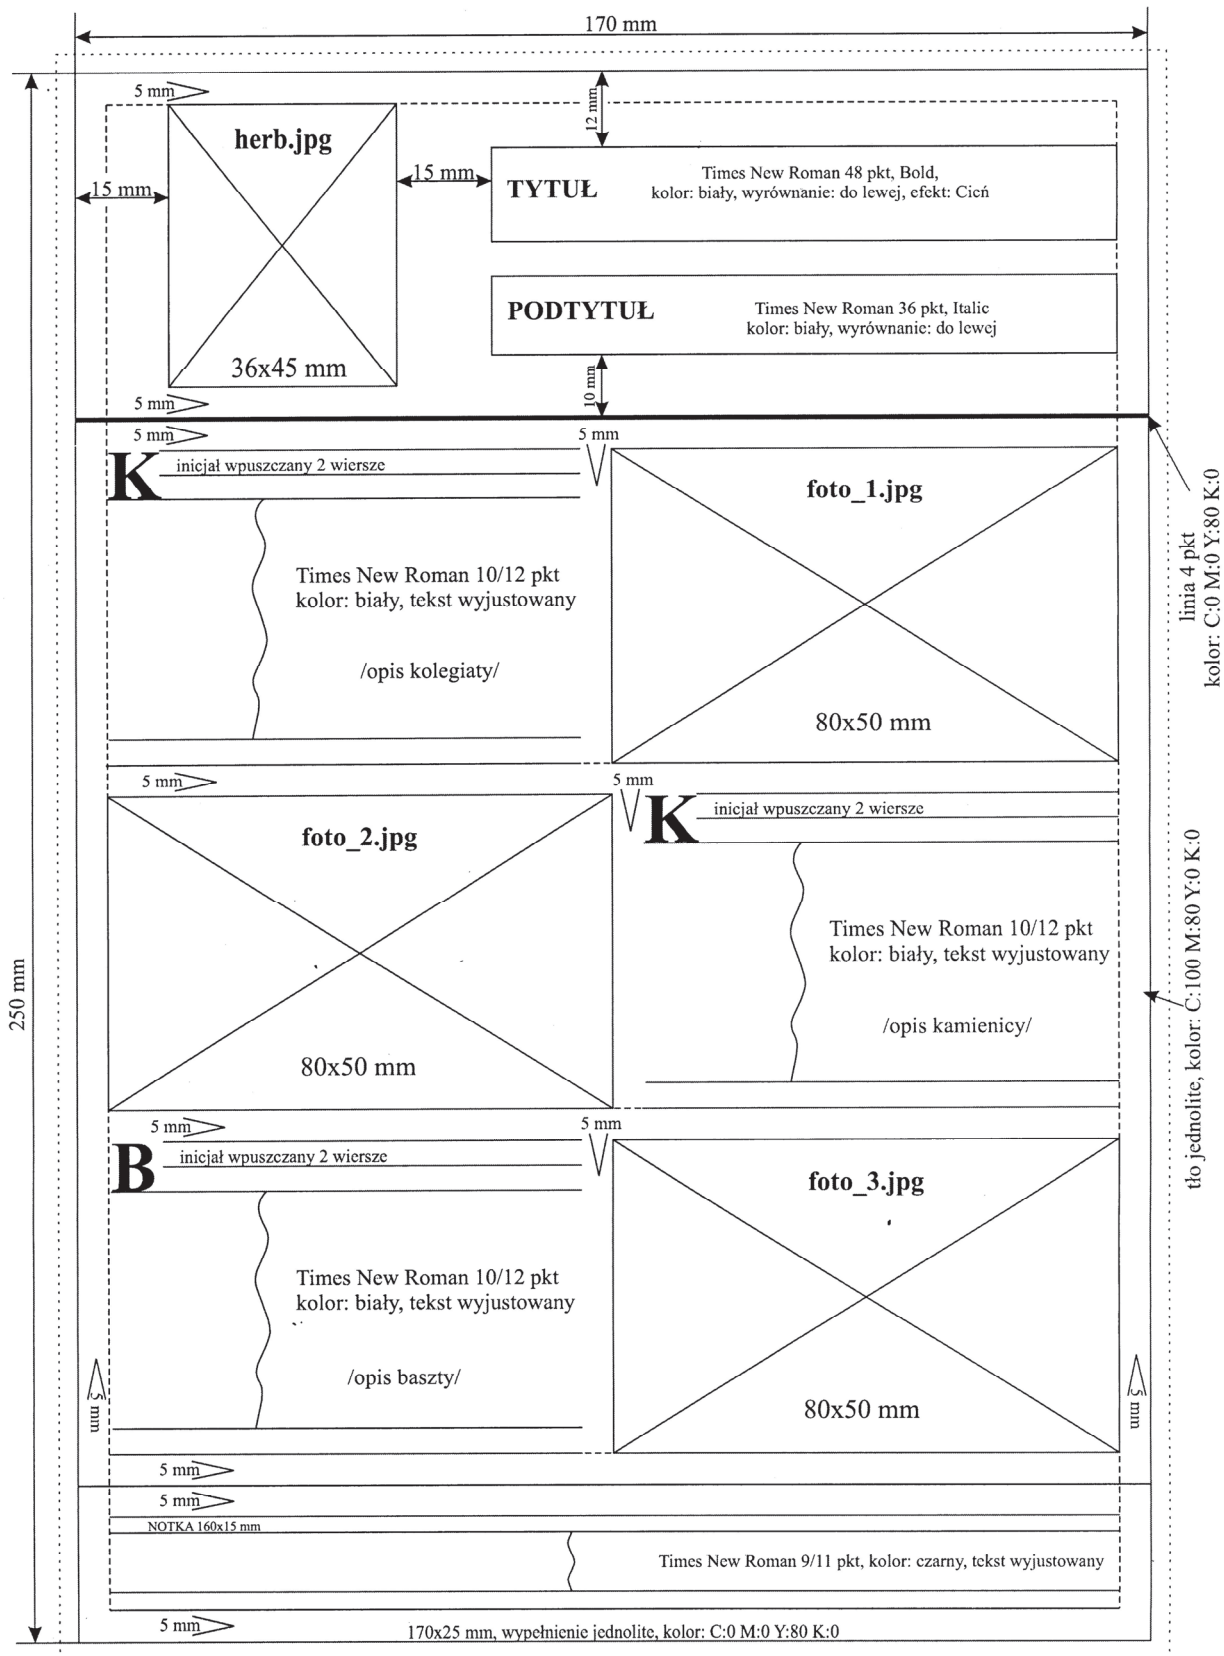 170 mm
5 mm
12 mm
herb.jpg
15 mm
15 mm
TYTUŁ
Times New Roman 48 pkt, Bold,
kolor: biały, wyrównanie: do lewej, efekt: Cień
PODTYTUŁ
Times New Roman 36 pkt, Italic
kolor: biały, wyrównanie: do lewej
36x45 mm
10 mm
5 mm
5 mm
5 mm
K
inicjał wpuszczany 2 wiersze
foto_1.jpg
Times New Roman 10/12 pkt
kolor: biały, tekst wyjustowany
/opis kolegiaty/
80x50 mm
linia 4 pkt
kolor: C:0 M:0 Y:80 K:0
5 mm
5 mm
foto_2.jpg
K
inicjał wpuszczany 2 wiersze
Times New Roman 10/12 pkt
kolor: biały, tekst wyjustowany
/opis kamienicy/
80x50 mm
250 mm
tło jednolite, kolor: C:100 M:80 Y:0 K:0
5 mm
5 mm
B
inicjał wpuszczany 2 wiersze
foto_3.jpg
Times New Roman 10/12 pkt
kolor: biały, tekst wyjustowany
/opis baszty/
80x50 mm
5 mm
5 mm
5 mm
5 mm
NOTKA 160x15 mm
Times New Roman 9/11 pkt, kolor: czarny, tekst wyjustowany
5 mm
170x25 mm, wypełnienie jednolite, kolor: C:0 M:0 Y:80 K:0